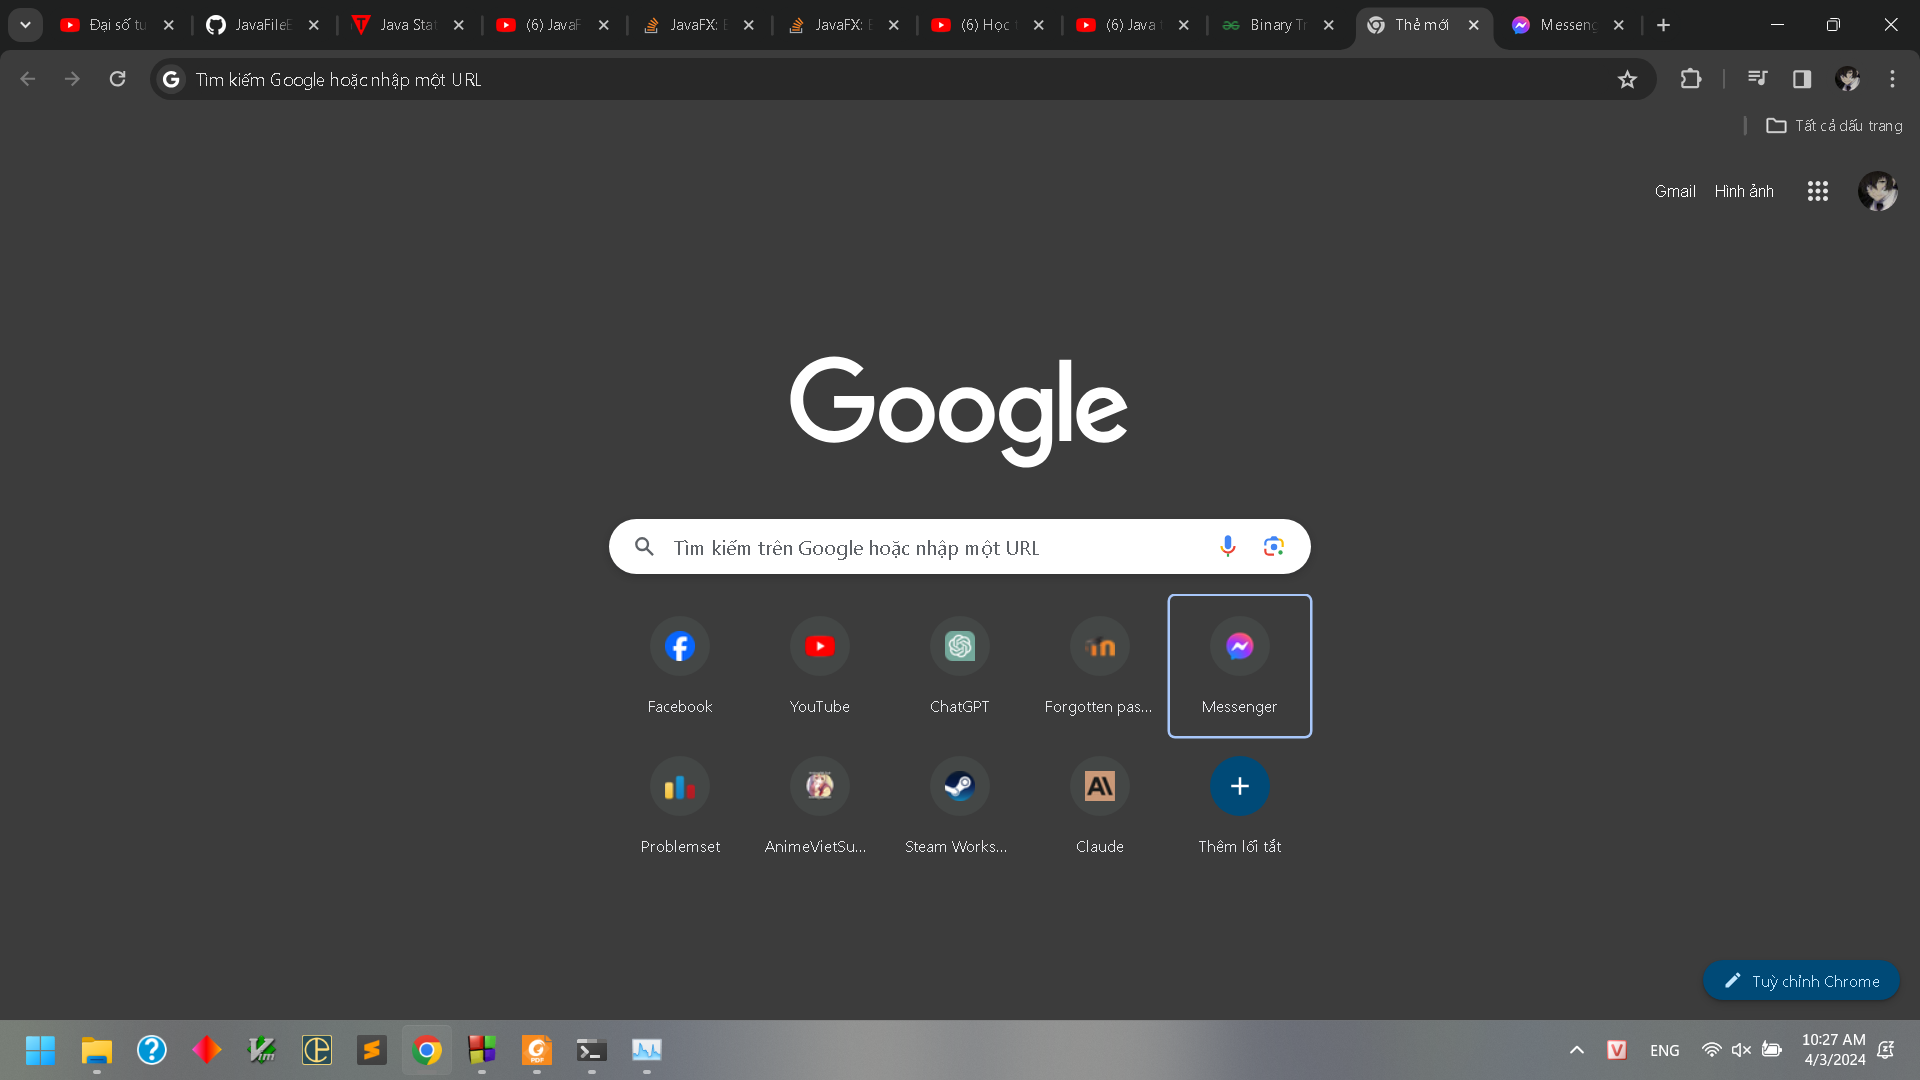 Đại số tu
JavaFileE
Java Stat
(6) JavaF
JavaFX: E
JavaFX: E
(6) Học t
(6) Java t
Binary Tr
Thẻ mới
Messeng
Tìm kiếm Google hoặc nhập một URL
Tất cả dấu trang
Gmail
Hình ảnh
Google
Tìm kiếm trên Google hoặc nhập một URL
Facebook
YouTube
ChatGPT
Forgotten pas...
Messenger
Problemset
AnimeVietSu...
Steam Works...
Claude
Thêm lối tắt
Tuỳ chỉnh Chrome
ENG
10:27 AM
4/3/2024